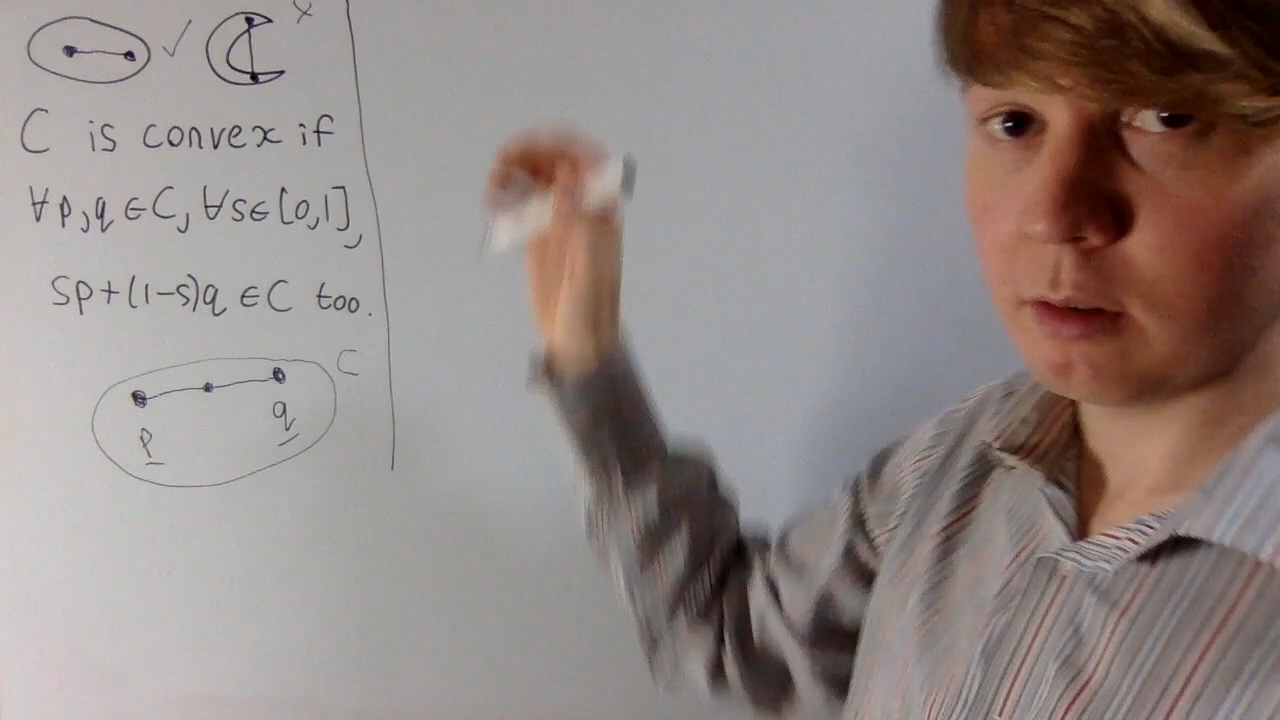 ✓ x
C is convex if
∀p,q ∈ C, ∀s∈[0,1],
sp+(1-s)q ∈ C too.
C
p q